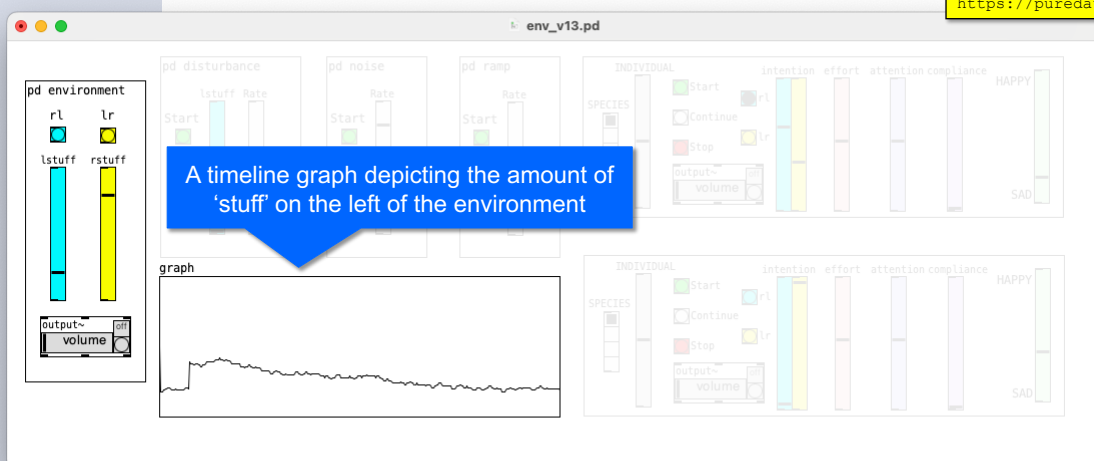 https://pureda
env_v13.pd
pd environment
rl lr
lstuff rstuff
output~ off
volume
pd disturbance
lstuff Rate
Start
pd noise
Rate
Start
pd ramp
Rate
Start
A timeline graph depicting the amount of
‘stuff’ on the left of the environment
graph
INDIVIDUAL intention effort attention compliance
HAPPY
Start
rl
SPECIES
Continue
lr
Stop
output~ off
volume
SAD
INDIVIDUAL intention effort attention compliance
HAPPY
Start
rl
SPECIES
Continue
lr
Stop
output~ off
volume
SAD